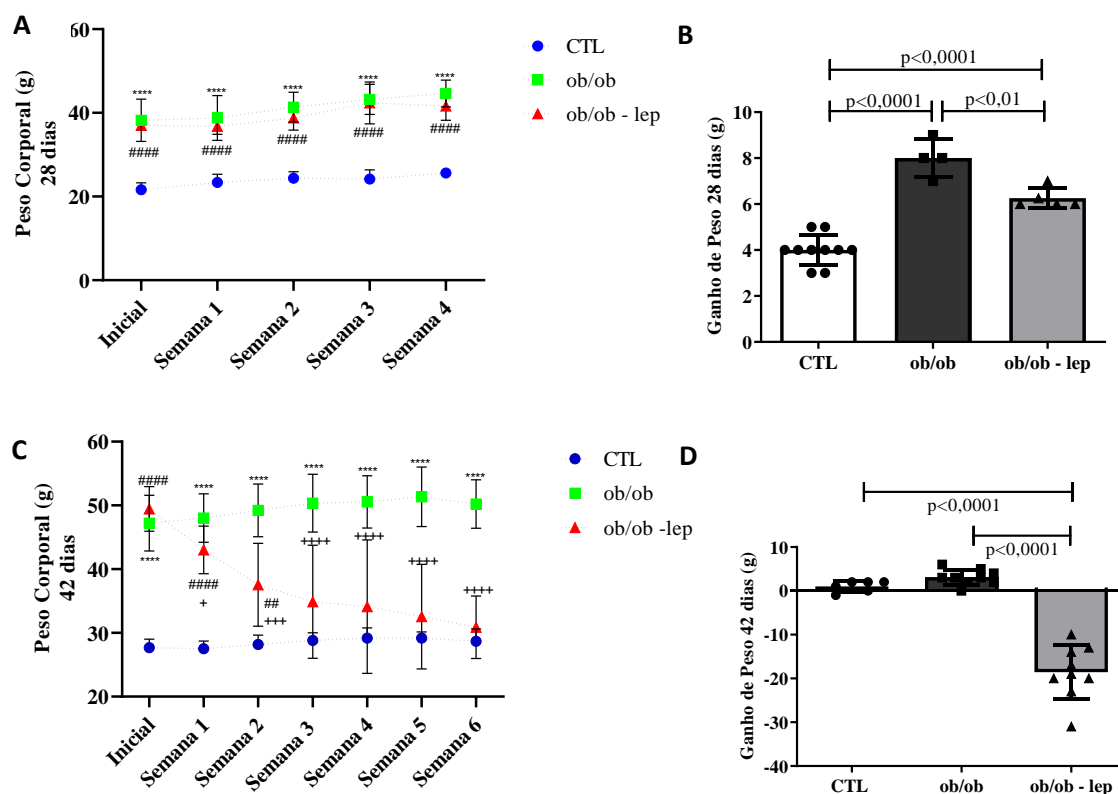 A
Peso Corporal (g)
28 dias
60
40
20
0
**** **** **** **** ****
#### #### #### #### ####
Inicial
Semana 1
Semana 2
Semana 3
Semana 4
CTL
ob/ob
ob/ob - lep
B
Ganho de Peso 28 dias (g)
10
8
6
4
2
0
p<0,0001
p<0,0001
p<0,01
CTL
ob/ob
ob/ob - lep
C
Peso Corporal (g)
42 dias
60
50
40
30
20
#### **** **** **** **** **** ****
****
####
+
##
+++
++++ ++++ ++++ ++++
Inicial
Semana 1
Semana 2
Semana 3
Semana 4
Semana 5
Semana 6
CTL
ob/ob
ob/ob -lep
D
Ganho de Peso 42 dias (g)
10
0
-10
-20
-30
-40
p<0,0001
p<0,0001
CTL
ob/ob
ob/ob - lep